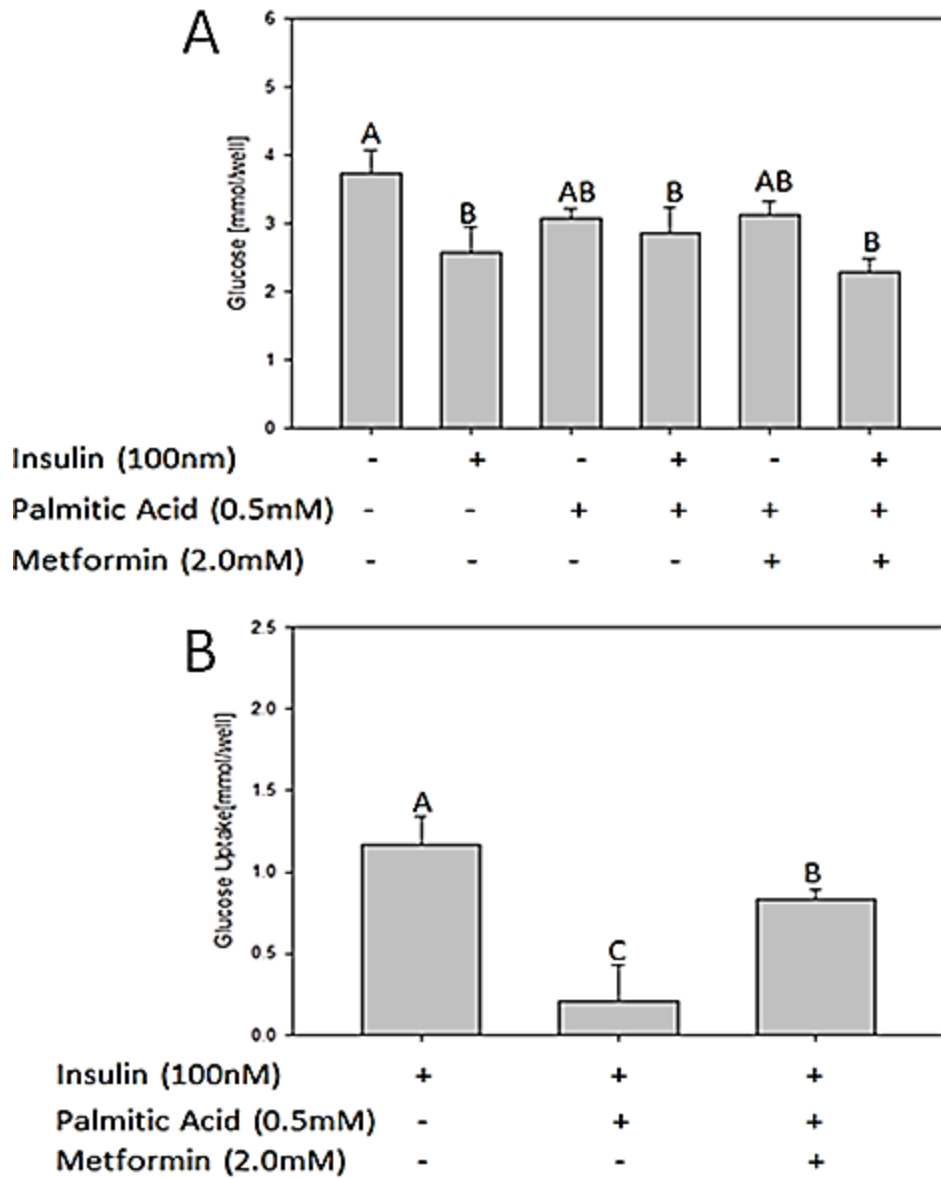 A
6
5
4
3
2
1
0
Glucose [mmol/well]
A
B
AB
B
AB
B
Insulin (100nm) - + - + - +
Palmitic Acid (0.5mM) - - + + + +
Metformin (2.0mM) - - - - + +
B
2.5
2.0
1.5
1.0
0.5
0.0
Glucose Uptake[mmol/well]
A
C
B
Insulin (100nM) + + +
Palmitic Acid (0.5mM) - + +
Metformin (2.0mM) - - +